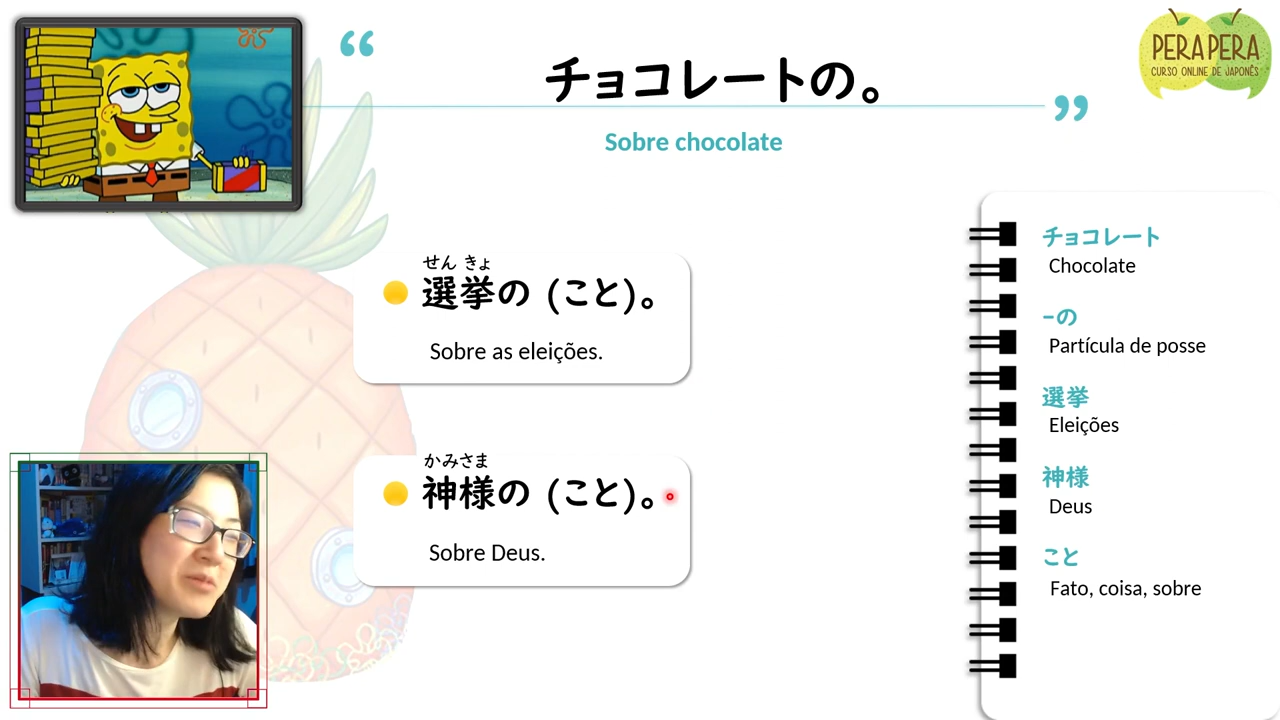 “
チョコレートの。
”
Sobre chocolate
PERA PERA
CURSO ONLINE DE JAPONÊS
せん きょ
選挙の (こと)。
Sobre as eleições.
かみさま
神様の (こと)。
Sobre Deus.
チョコレート
Chocolate
-の
Partícula de posse
選挙
Eleições
神様
Deus
こと
Fato, coisa, sobre